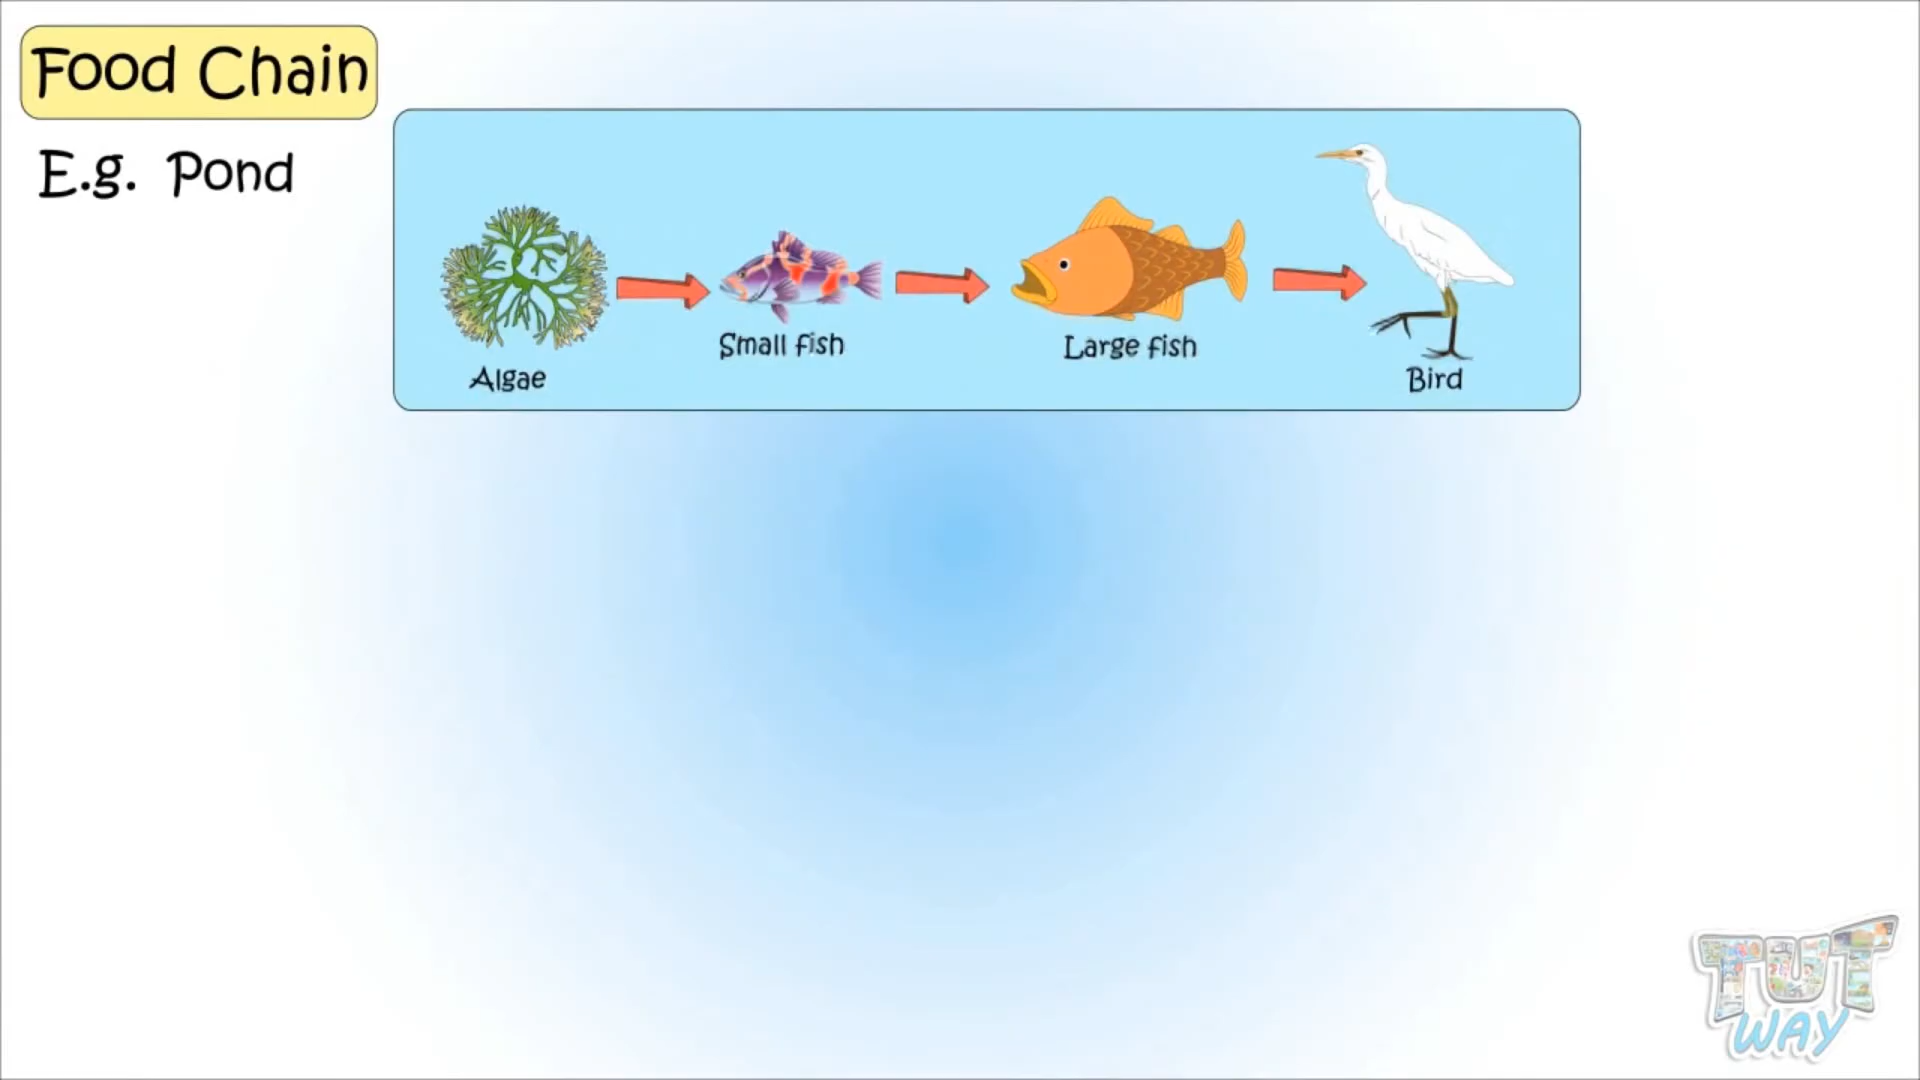 Food Chain
E.g. Pond
Algae
Small fish
Large fish
Bird
TUT
WAY